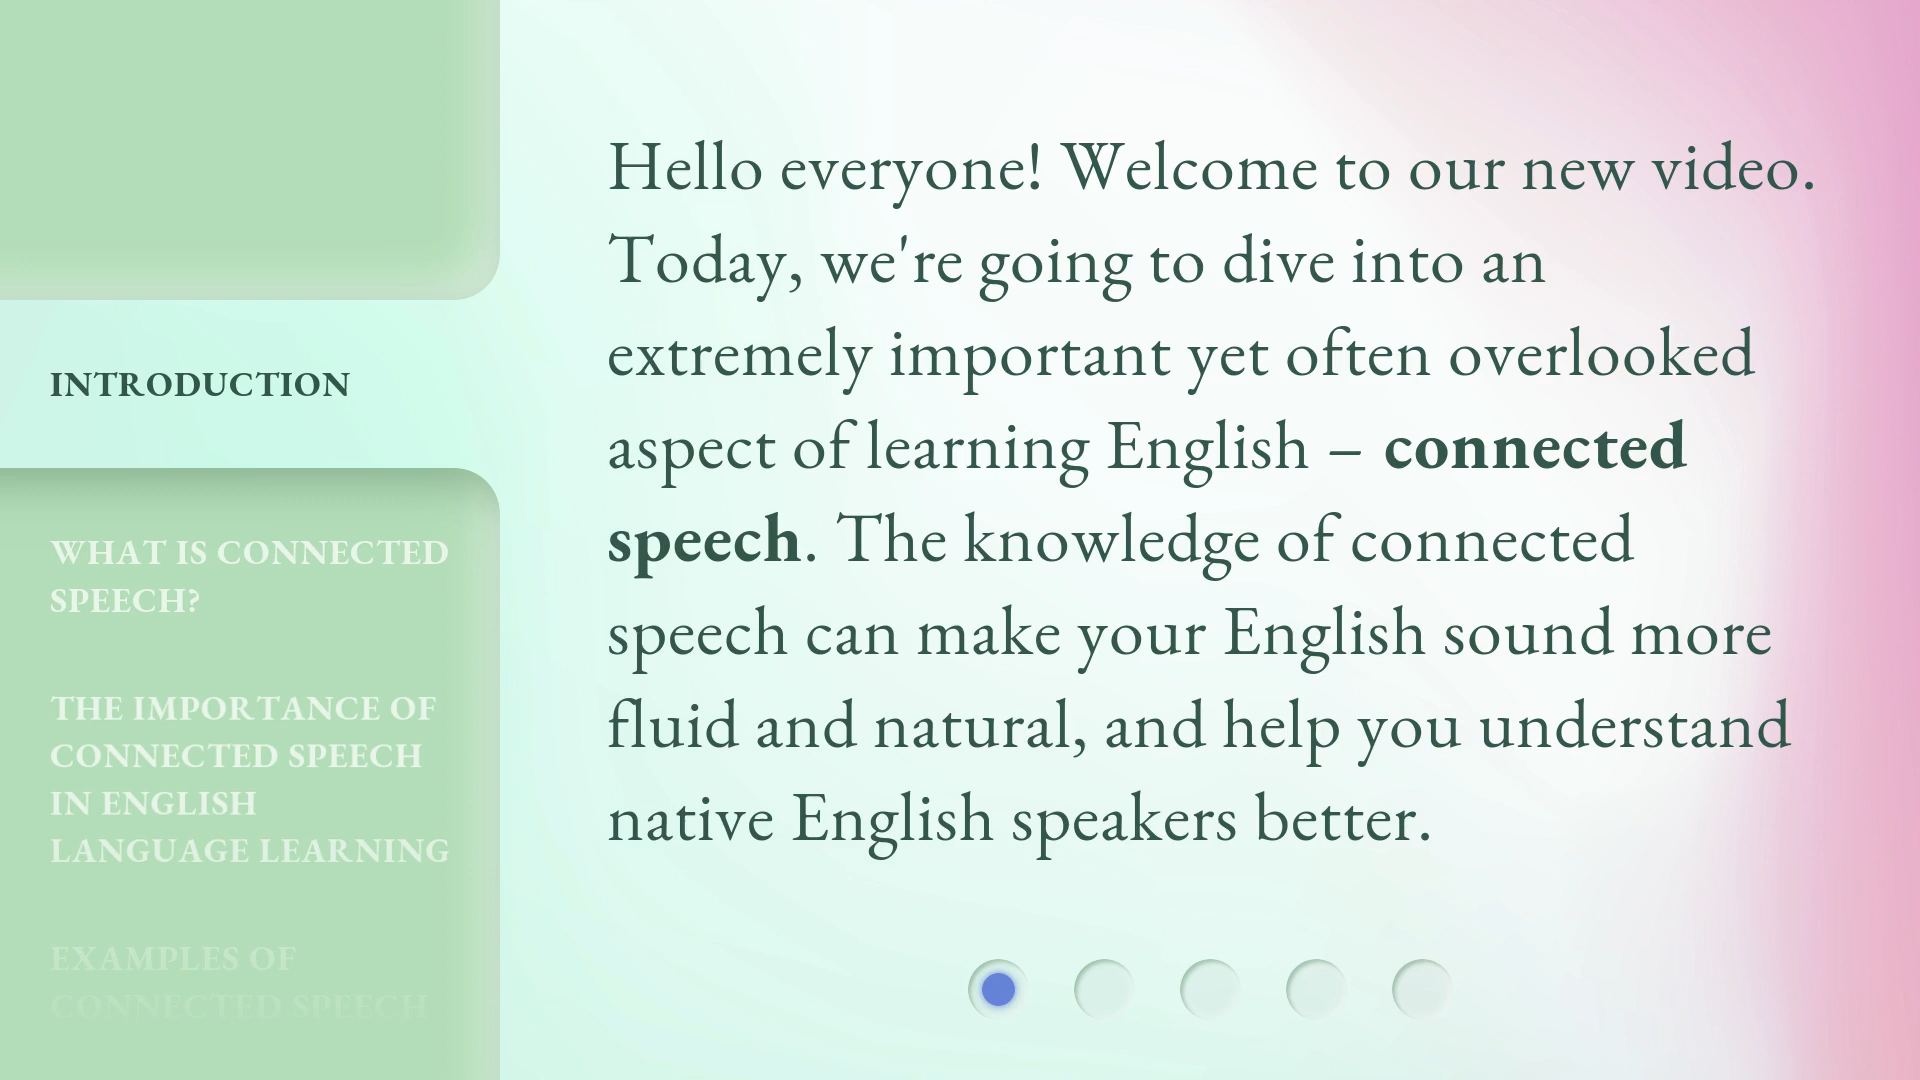 INTRODUCTION
WHAT IS CONNECTED
SPEECH?
THE IMPORTANCE OF
CONNECTED SPEECH
IN ENGLISH
LANGUAGE LEARNING
EXAMPLES OF
CONNECTED SPEECH
Hello everyone! Welcome to our new video.
Today, we're going to dive into an
extremely important yet often overlooked
aspect of learning English – connected
speech. The knowledge of connected
speech can make your English sound more
fluid and natural, and help you understand
native English speakers better.